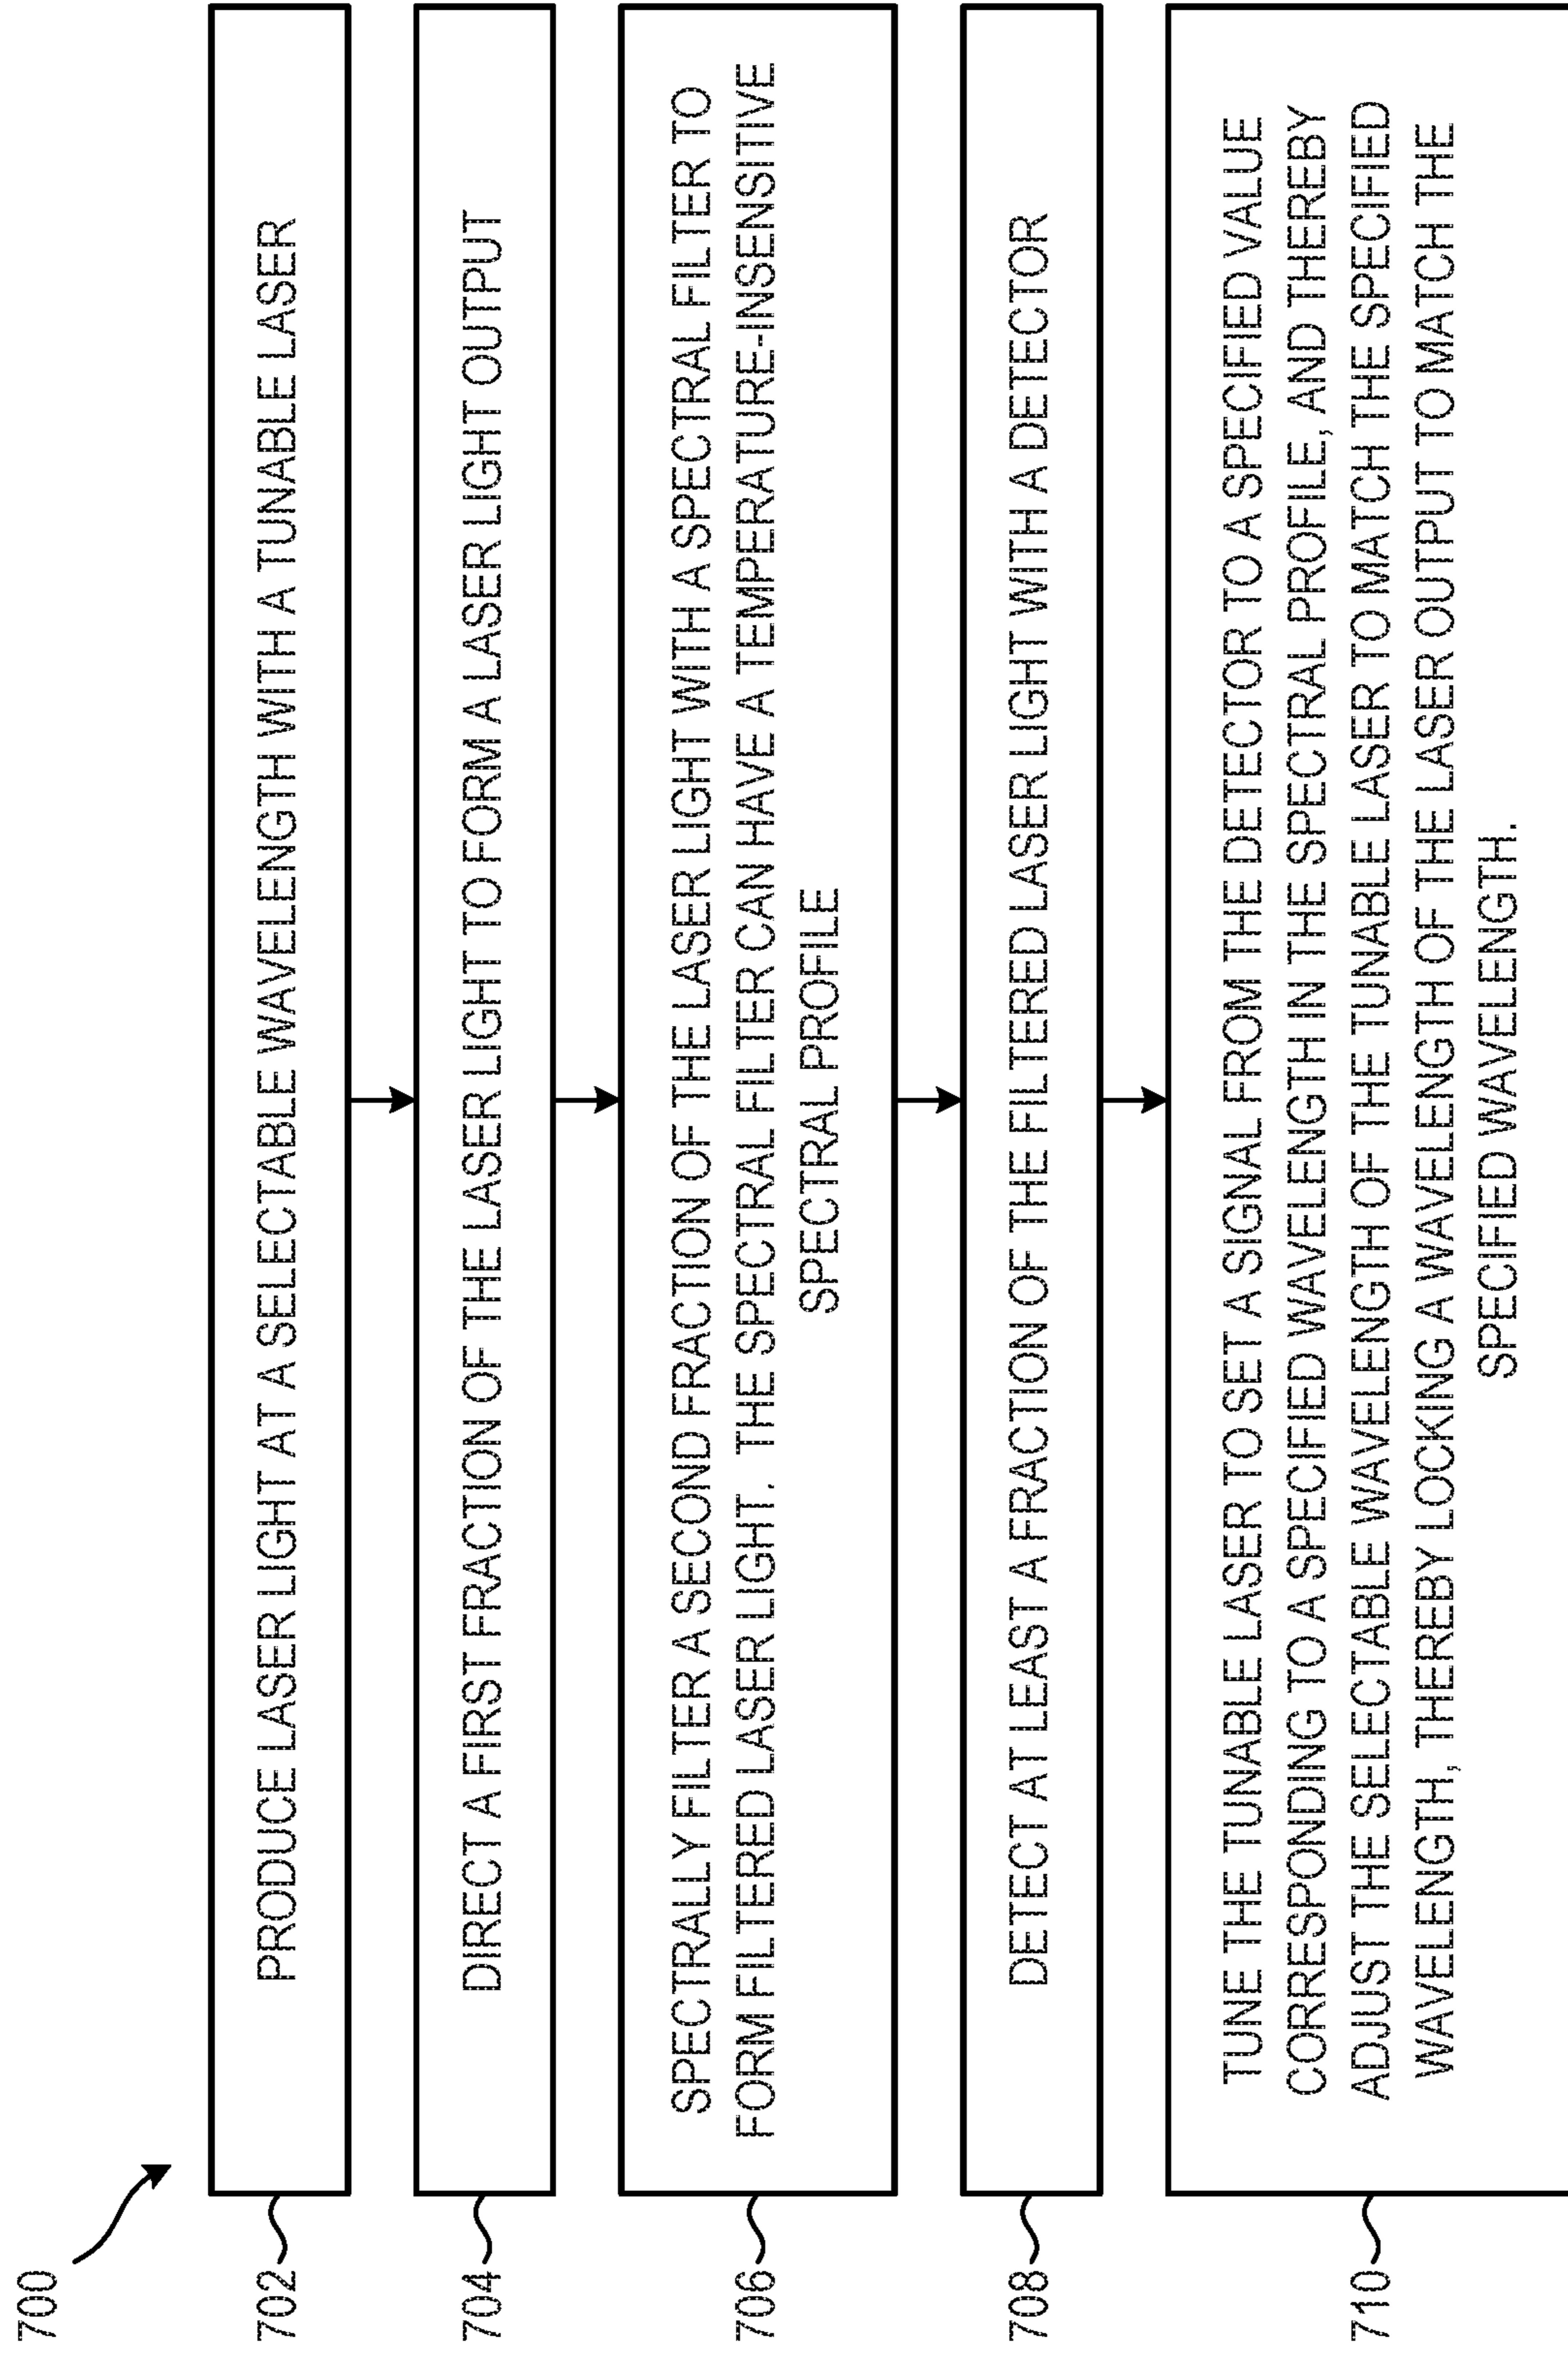 700
702
PRODUCE LASER LIGHT AT A SELECTABLE WAVELENGTH WITH A TUNABLE LASER
704
DIRECT A FIRST FRACTION OF THE LASER LIGHT TO FORM A LASER LIGHT OUTPUT
706
SPECTRALLY FILTER A SECOND FRACTION OF THE LASER LIGHT WITH A SPECTRAL FILTER TO
FORM FILTERED LASER LIGHT. THE SPECTRAL FILTER CAN HAVE A TEMPERATURE-INSENSITIVE
SPECTRAL PROFILE
708
DETECT AT LEAST A FRACTION OF THE FILTERED LASER LIGHT WITH A DETECTOR
710
TUNE THE TUNABLE LASER TO SET A SIGNAL FROM THE DETECTOR TO A SPECIFIED VALUE
CORRESPONDING TO A SPECIFIED WAVELENGTH IN THE SPECTRAL PROFILE, AND THEREBY
ADJUST THE SELECTABLE WAVELENGTH OF THE TUNABLE LASER TO MATCH THE SPECIFIED
WAVELENGTH, THEREBY LOCKING A WAVELENGTH OF THE LASER OUTPUT TO MATCH THE
SPECIFIED WAVELENGTH.